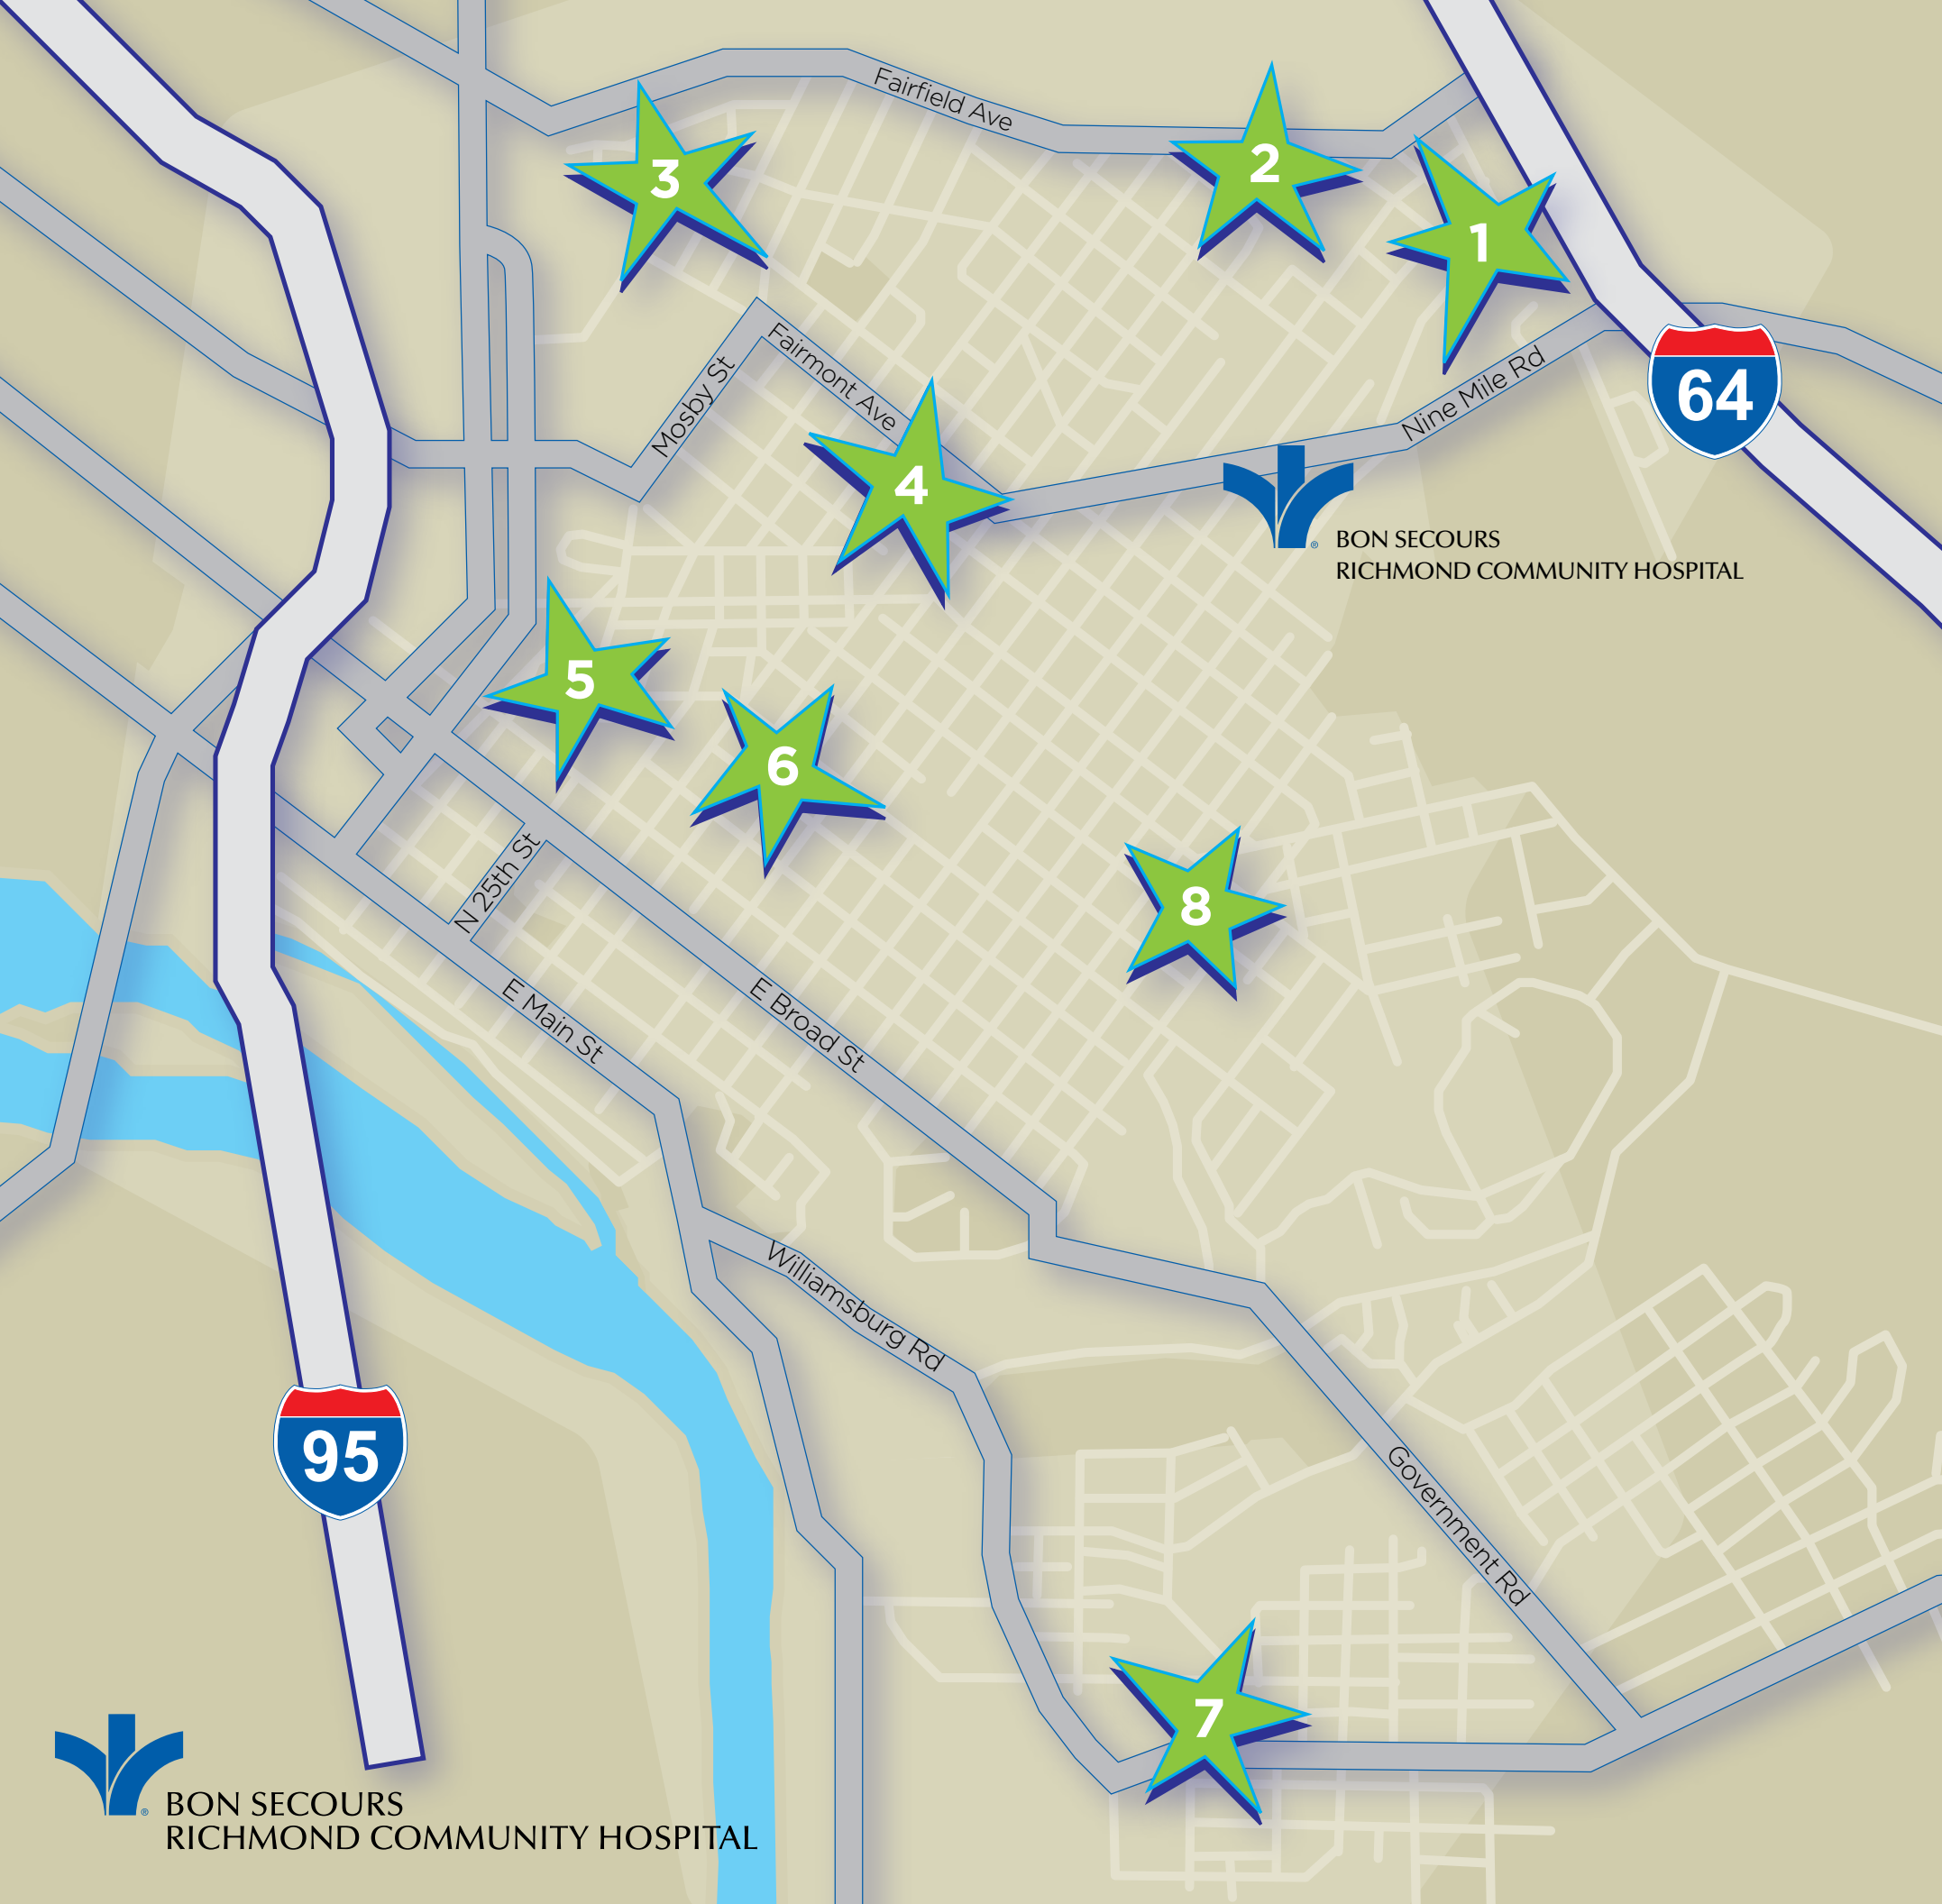 Fairfield Ave
3
2
1
Mosby St
Fairmont Ave
Nine Mile Rd
64
4
®
BON SECOURS
RICHMOND COMMUNITY HOSPITAL
5
6
8
N 25th St
E Main St
E Broad St
Williamsburg Rd
95
Government Rd
7
®
BON SECOURS
RICHMOND COMMUNITY HOSPITAL